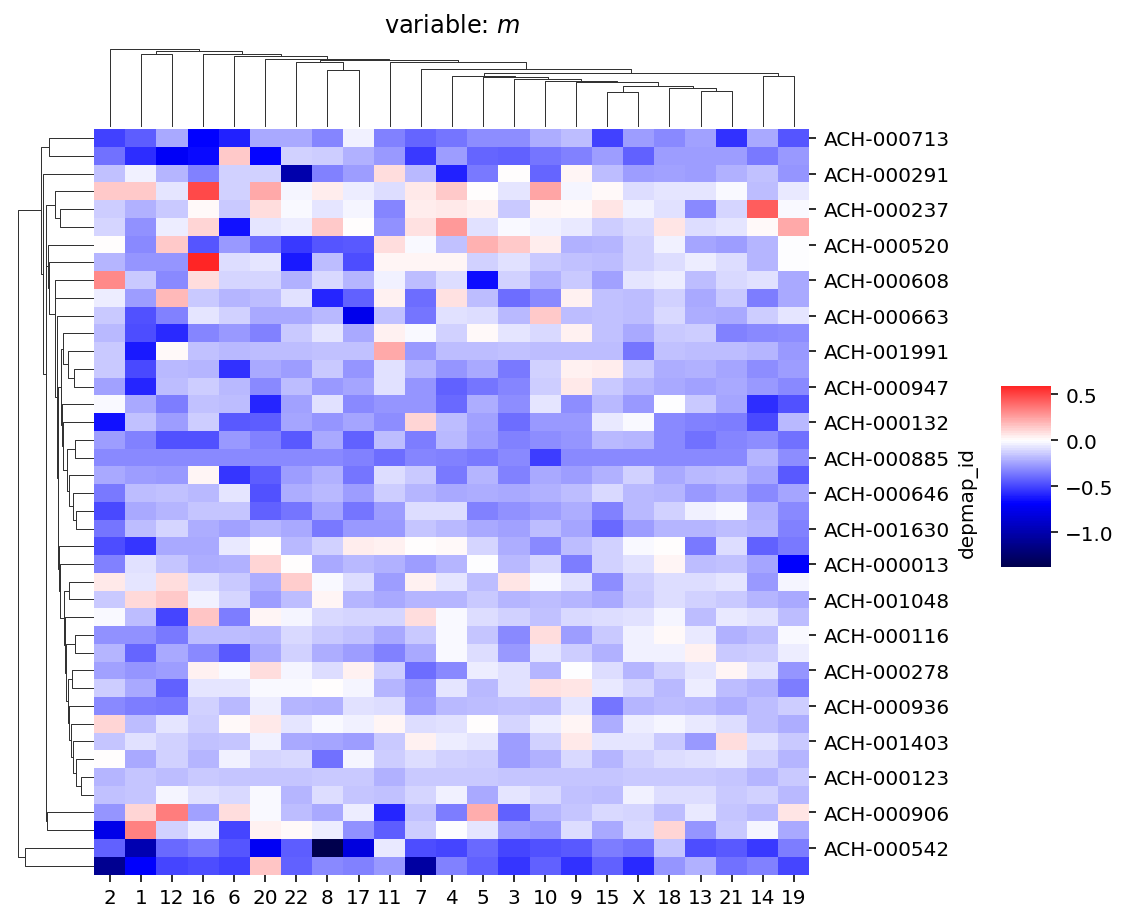 variable: m
ACH-000713
ACH-000291
ACH-000237
ACH-000520
ACH-000608
ACH-000663
ACH-001991
ACH-000947
ACH-000132
ACH-000885
ACH-000646
ACH-001630
ACH-000013
ACH-001048
ACH-000116
ACH-000278
ACH-000936
ACH-001403
ACH-000123
ACH-000906
ACH-000542
depmap_id
0.5
0.0
−0.5
−1.0
2 1 12 16 6 20 22 8 17 11 7 4 5 3 10 9 15 X 18 13 21 14 19